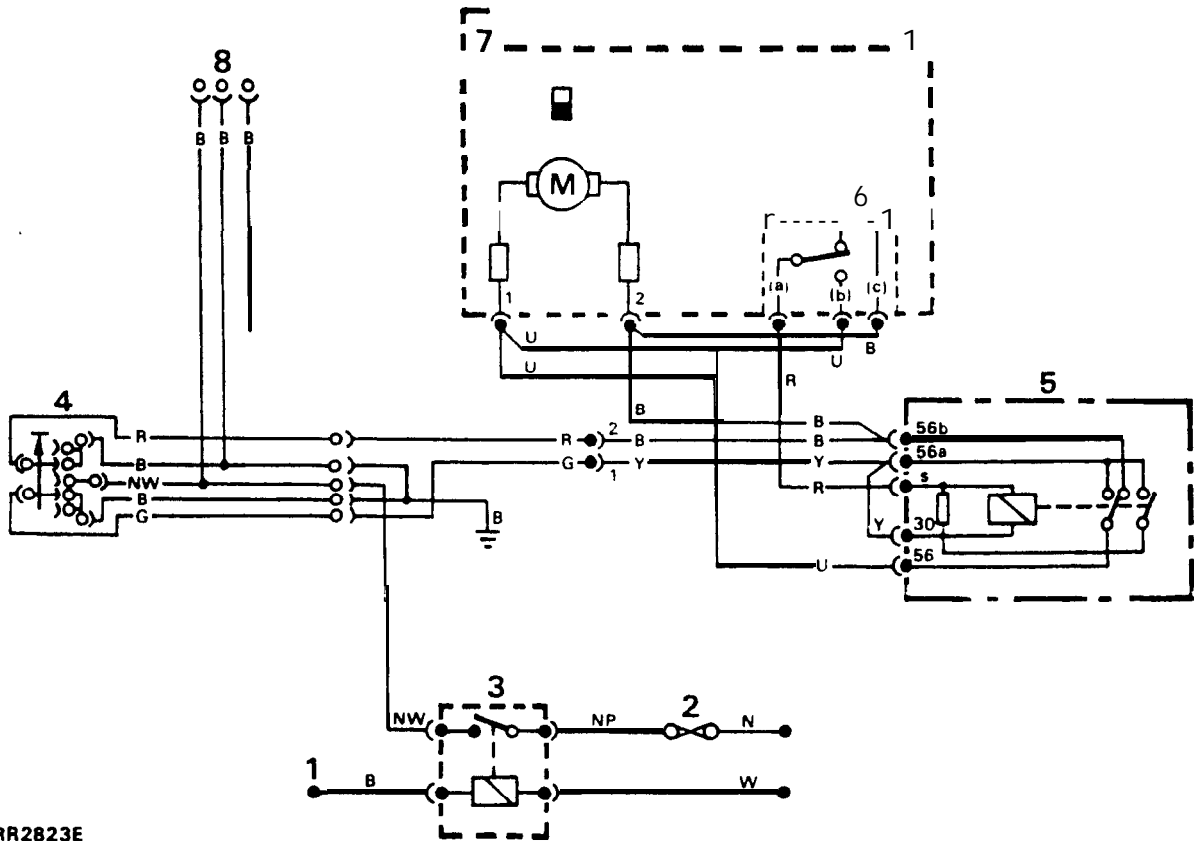 7 1
8
B B B
M
6
1
(a) (b) (c)
1 2
U B
U U
R
5
4
B B 56b
R R 2 B B
B G 1 Y Y 56a
NW R s
B B Y 30
G
U 56
3
2
NW NP N
1 B W
RR2823E